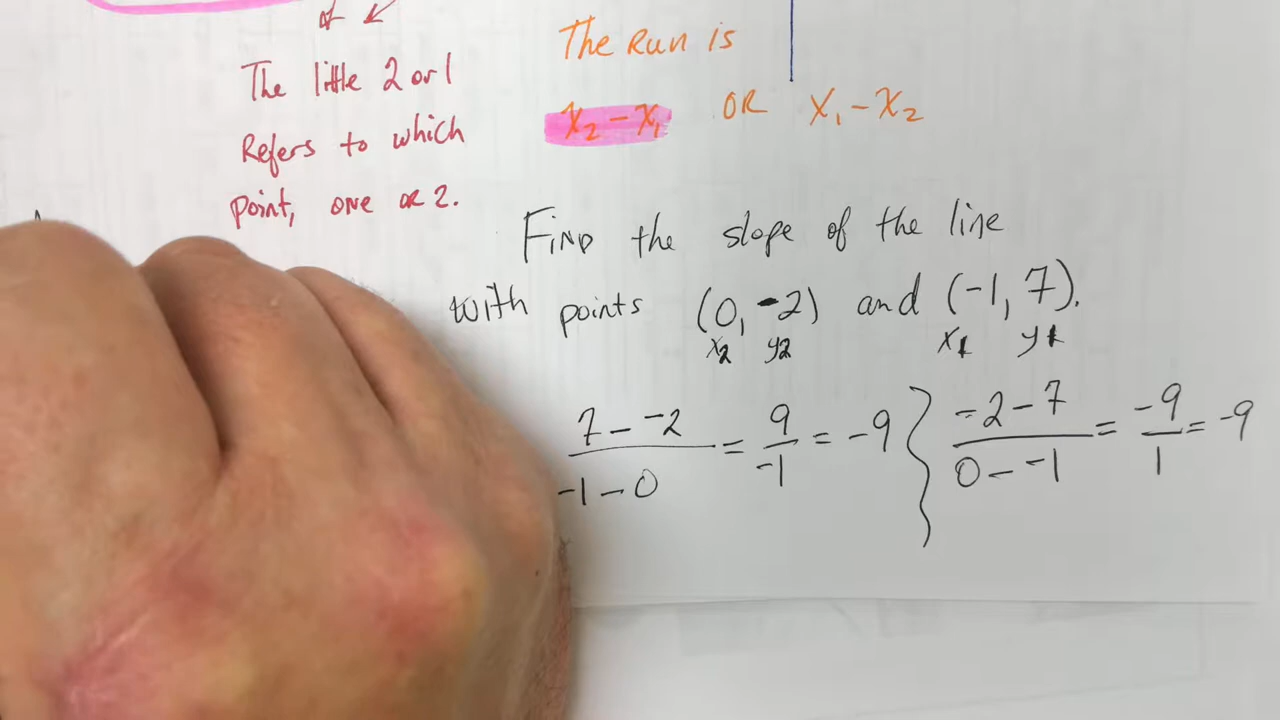 The little 2 or 1
Refers to which
point, one or 2.
The Run is
x₂ - x₁ OR x₁ - x₂
Find the slope of the line
with points (0, -2) and (-1, 7).
x₂ y₂ x₁ y₁
7 - -2 / -1 - 0 = 9 / -1 = -9 } -2 - 7 / 0 - -1 = -9 / 1 = -9